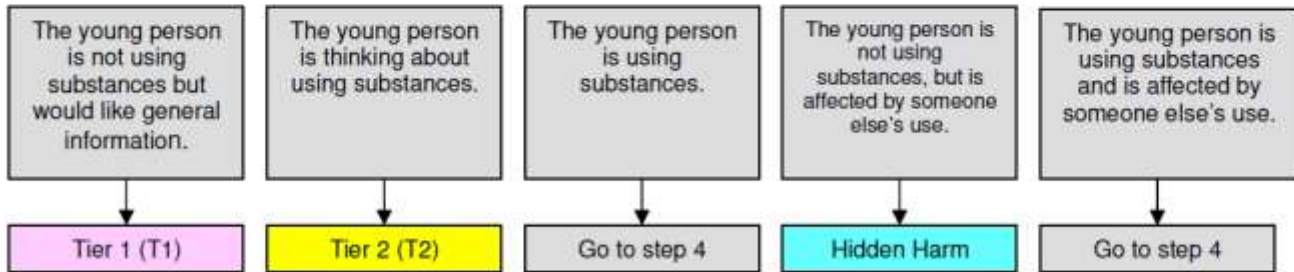 The young person
is not using
substances but
would like general
information.
The young person
is thinking about
using substances.
The young person
is using
substances.
The young person is
not using
substances, but is
affected by someone
else's use.
The young person is
using substances
and is affected by
someone else's use.
Tier 1 (T1)
Tier 2 (T2)
Go to step 4
Hidden Harm
Go to step 4